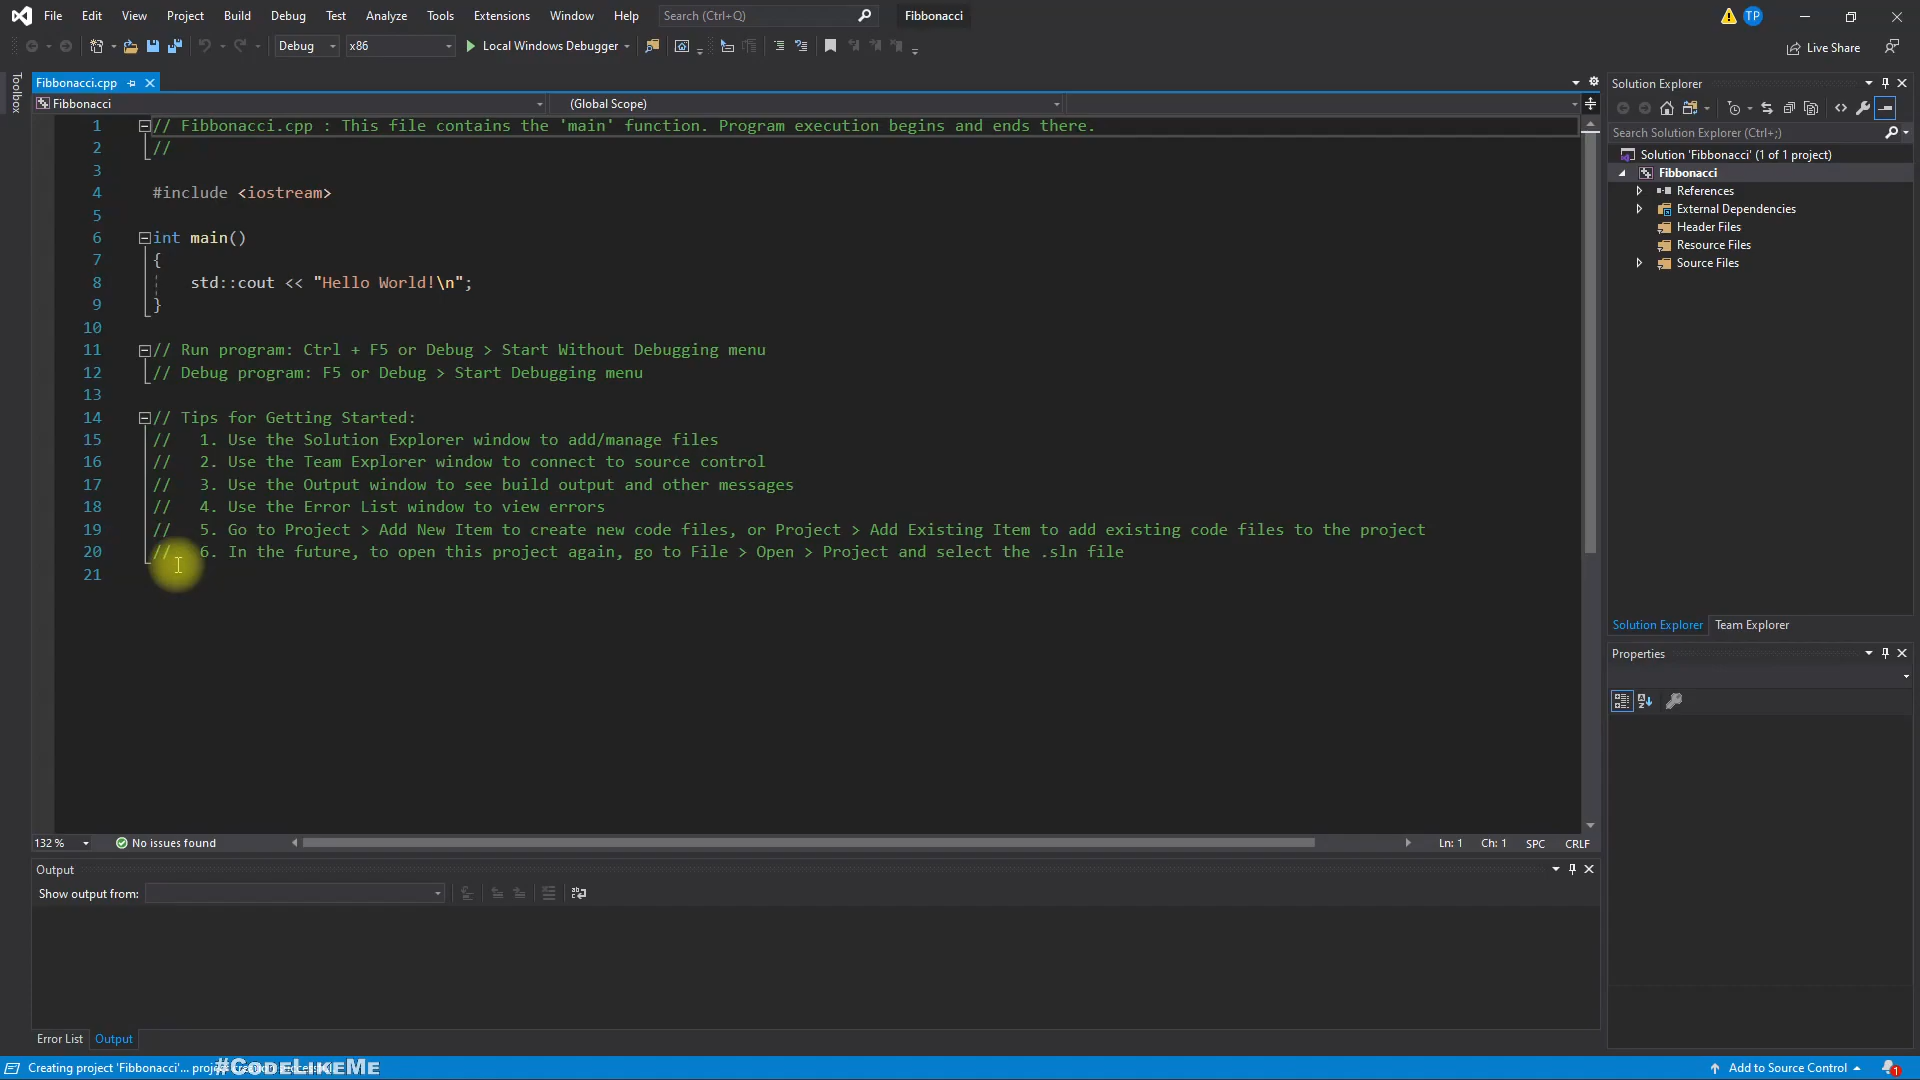 File Edit View Project Build Debug Test Analyze Tools Extensions Window Help Search (Ctrl+Q) Fibbonacci TP
Debug x86 Local Windows Debugger Live Share
Toolbox
Fibbonacci.cpp
Fibbonacci (Global Scope)
1 // Fibbonacci.cpp : This file contains the 'main' function. Program execution begins and ends there.
2 //
3
4 #include <iostream>
5
6 int main()
7 {
8 std::cout << "Hello World!\n";
9 }
10
11 // Run program: Ctrl + F5 or Debug > Start Without Debugging menu
12 // Debug program: F5 or Debug > Start Debugging menu
13
14 // Tips for Getting Started:
15 //   1. Use the Solution Explorer window to add/manage files
16 //   2. Use the Team Explorer window to connect to source control
17 //   3. Use the Output window to see build output and other messages
18 //   4. Use the Error List window to view errors
19 //   5. Go to Project > Add New Item to create new code files, or Project > Add Existing Item to add existing code files to the project
20 //   6. In the future, to open this project again, go to File > Open > Project and select the .sln file
21
132 % No issues found Ln: 1 Ch: 1 SPC CRLF
Output
Show output from:
Error List Output
Solution Explorer
Search Solution Explorer (Ctrl+;)
Solution 'Fibbonacci' (1 of 1 project)
Fibbonacci
References
External Dependencies
Header Files
Resource Files
Source Files
Solution Explorer Team Explorer
Properties
Creating project 'Fibbonacci'... #CodeLikeMe Add to Source Control 1